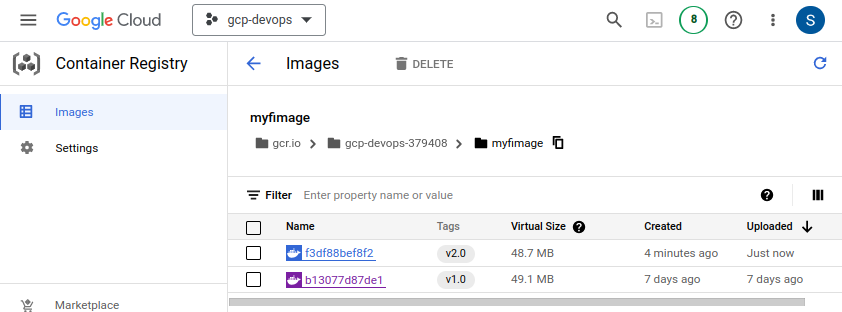 Google Cloud gcp-devops 8 S
Container Registry Images DELETE
Images
Settings
Marketplace
myfimage
gcr.io gcp-devops-379408 myfimage
Filter Enter property name or value
Name Tags Virtual Size Created Uploaded
f3df88bef8f2 v2.0 48.7 MB 4 minutes ago Just now
b13077d87de1 v1.0 49.1 MB 7 days ago 7 days ago